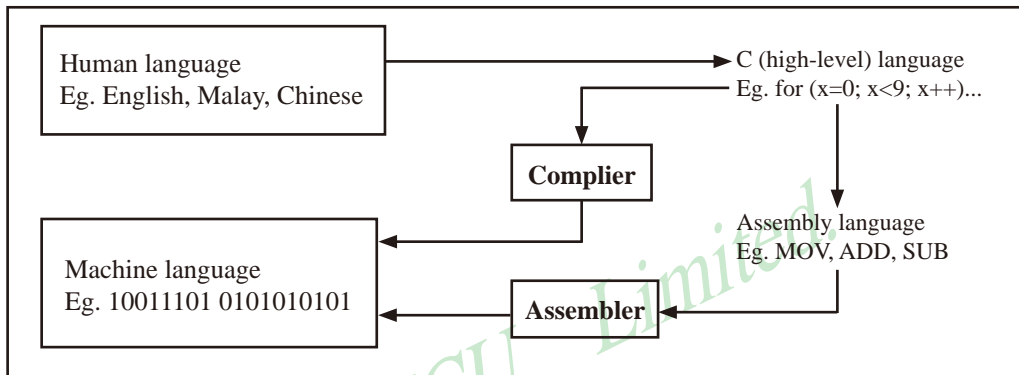 Human language
Eg. English, Malay, Chinese
C (high-level) language
Eg. for (x=0; x<9; x++)...
Complier
Assembly language
Eg. MOV, ADD, SUB
Machine language
Eg. 10011101 0101010101
Assembler
Limited.